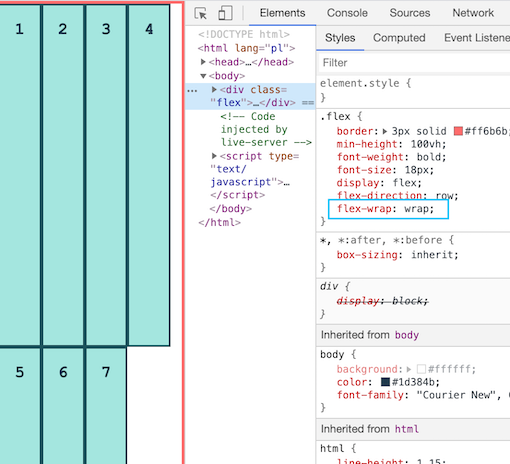 1 2 3 4
5 6 7
Elements Console Sources Network
<!DOCTYPE html>
<html lang="pl">
▶<head>…</head>
▼<body>
… ▶<div class=
"flex">…</div> ==
<!-- Code
injected by
live-server -->
▶<script type=
"text/
javascript">…
</script>
</body>
</html>
Styles Computed Event Listene
Filter
element.style {
}
.flex {
border:▶ 3px solid #ff6b6b;
min-height: 100vh;
font-weight: bold;
font-size: 18px;
display: flex;
flex-direction: row;
flex-wrap: wrap;
}
*, *:after, *:before {
box-sizing: inherit;
}
div {
display: block;
}
Inherited from body
body {
background:▶ #ffffff;
color: #1d384b;
font-family: "Courier New", C
}
Inherited from html
html {
line-height: 1.15;